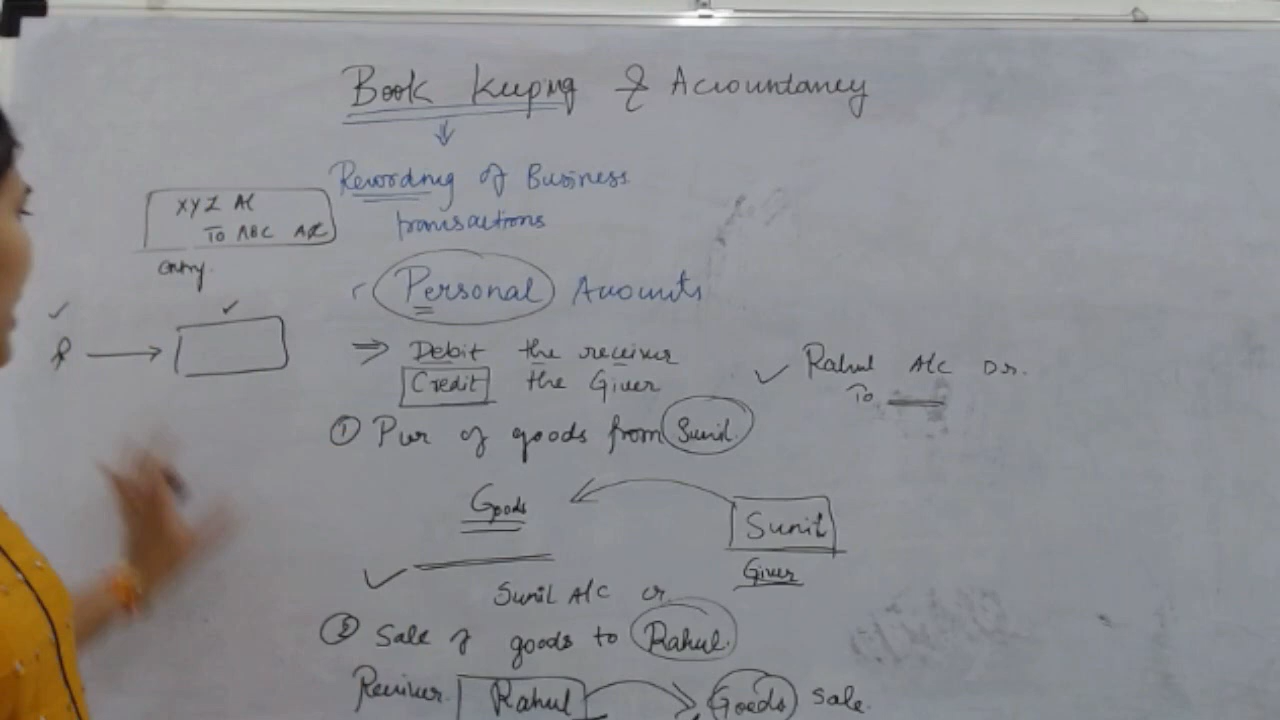 Book Keeping & Accountancy
Recording of Business
transactions
XYZ A/C
To ABC A/C
entry.
Personal Accounts
⇒ Debit the receiver
Credit the Giver
Rahul A/C Dr.
To
① Pur of goods from Sunil.
Goods
Sunil
Giver
Sunil A/C cr.
② Sale of goods to Rahul.
Receiver Rahul Goods sale.